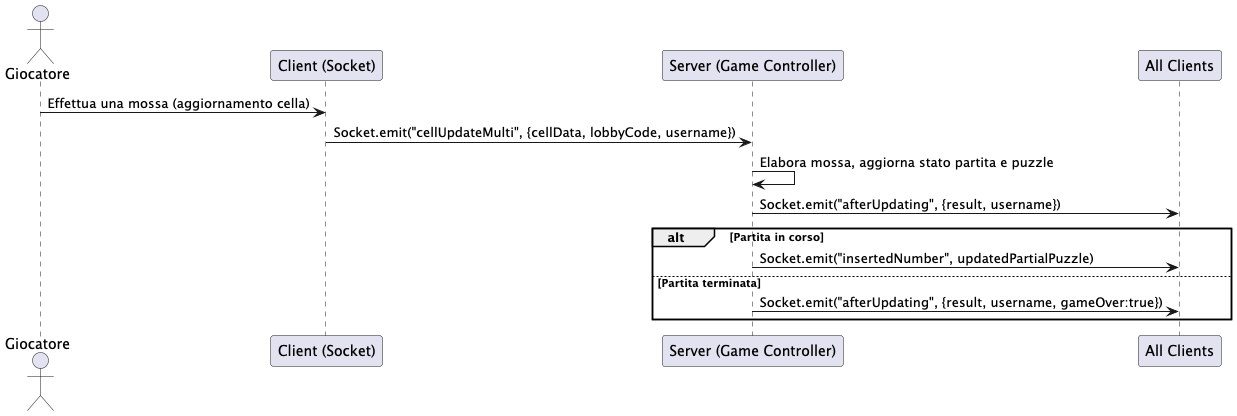 Giocatore
Client (Socket)
Server (Game Controller)
All Clients
Effettua una mossa (aggiornamento cella)
Socket.emit("cellUpdateMulti", {cellData, lobbyCode, username})
Elabora mossa, aggiorna stato partita e puzzle
Socket.emit("afterUpdating", {result, username})
alt
[Partita in corso]
Socket.emit("insertedNumber", updatedPartialPuzzle)
[Partita terminata]
Socket.emit("afterUpdating", {result, username, gameOver:true})
Giocatore
Client (Socket)
Server (Game Controller)
All Clients